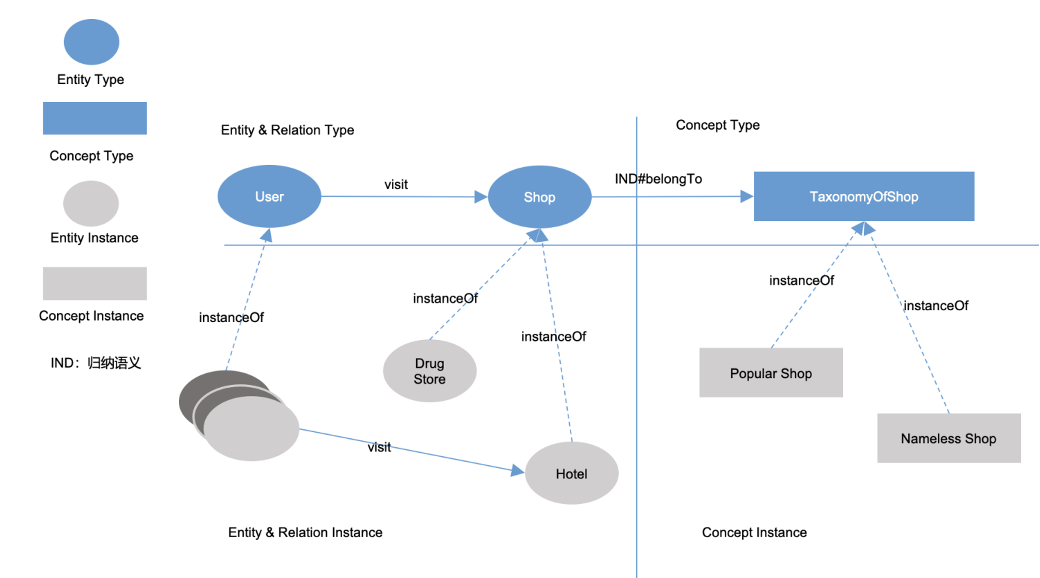 Entity Type
Concept Type
Entity Instance
Concept Instance
IND：归纳语义
Entity & Relation Type
Concept Type
User
visit
Shop
IND#belongTo
TaxonomyOfShop
instanceOf
instanceOf
instanceOf
instanceOf
instanceOf
Drug
Store
Popular Shop
Nameless Shop
visit
Hotel
Entity & Relation Instance
Concept Instance